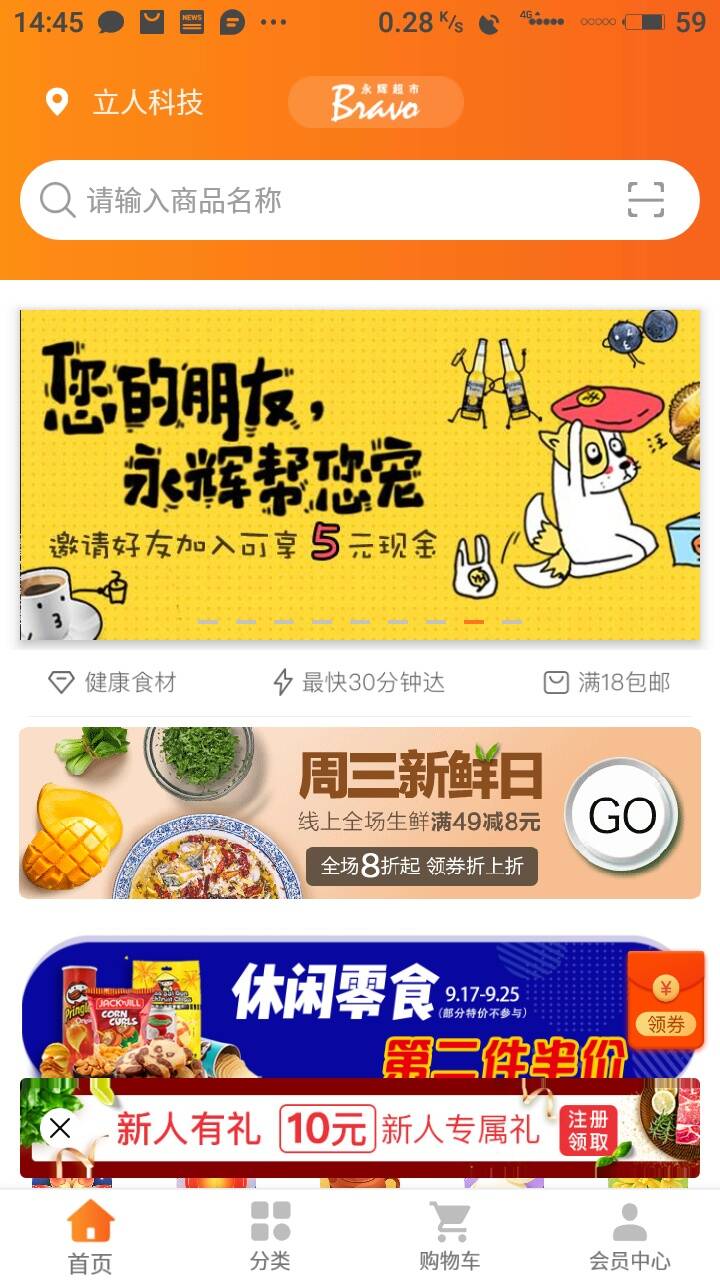 14:45
NEWS
0.28 K/s
4G
59
立人科技
永辉超市
Bravo
请输入商品名称
您的朋友，
永辉帮您宠
邀请好友加入可享5元现金
汪
健康食材
最快30分钟达
满18包邮
周三新鲜日
线上全场生鲜满49减8元
全场8折起 领券折上折
GO
休闲零食
9.17-9.25
(部分特价不参与)
第二件半价
Pringles
JACK'n JILL
CORN
CURLS
¥
领券
新人有礼 10元 新人专属礼
注册
领取
首页
分类
购物车
会员中心